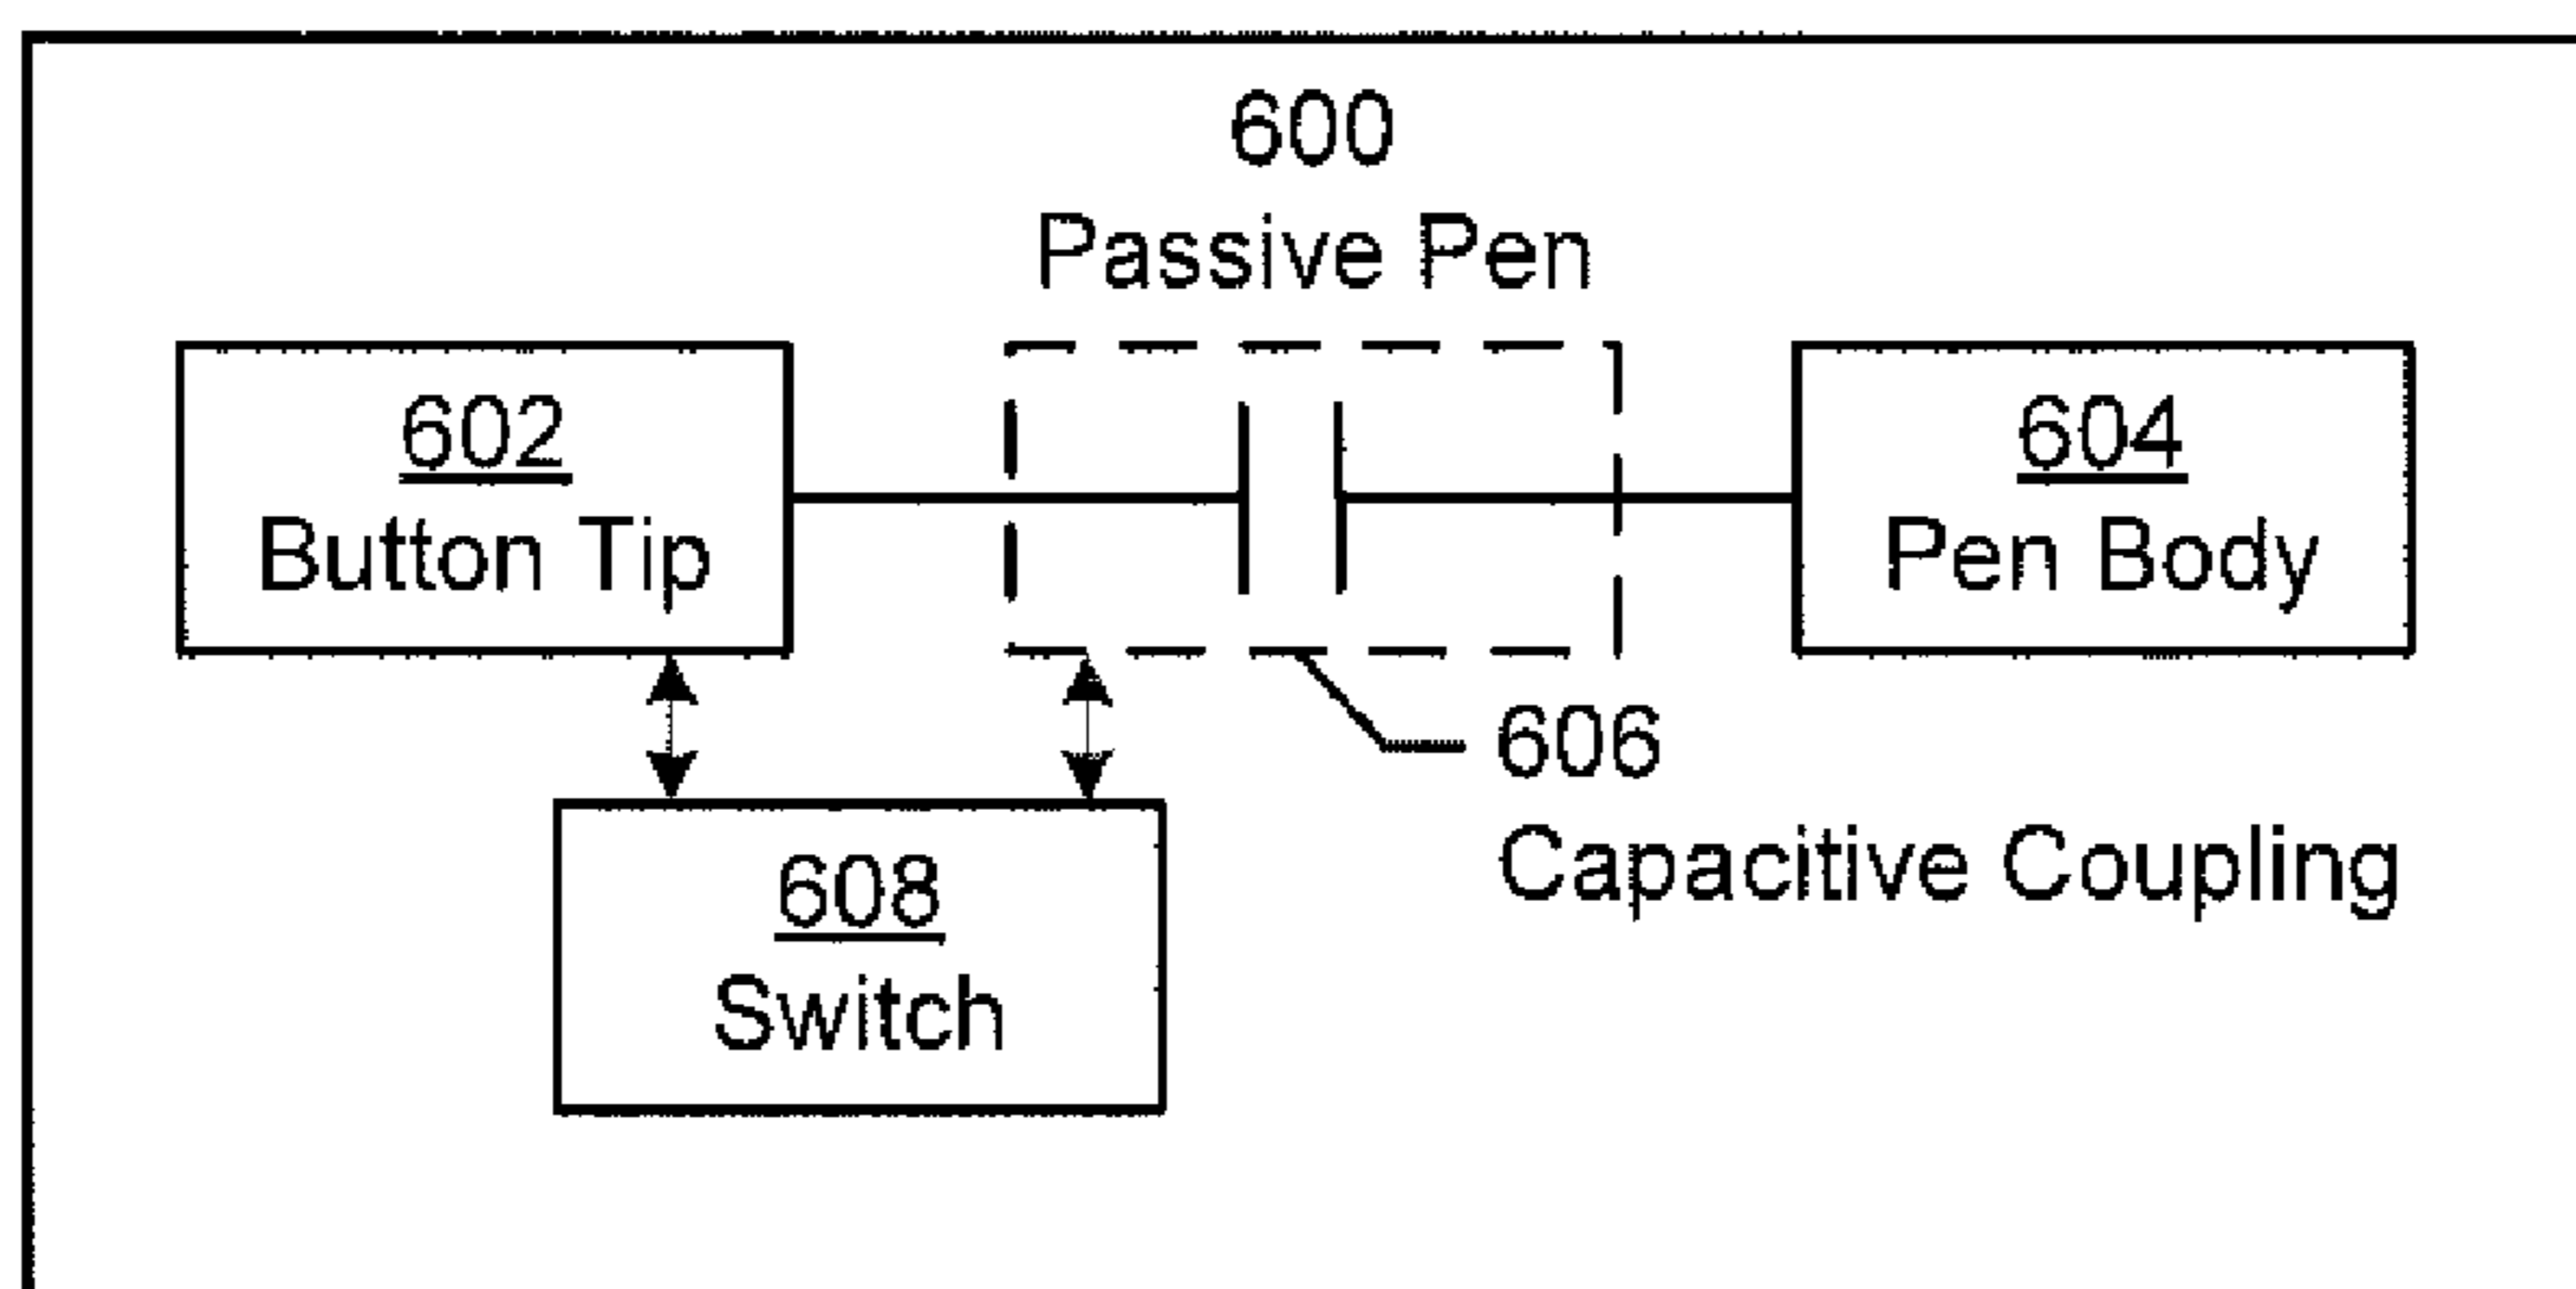 600
Passive Pen
602
Button Tip
604
Pen Body
606
Capacitive Coupling
608
Switch